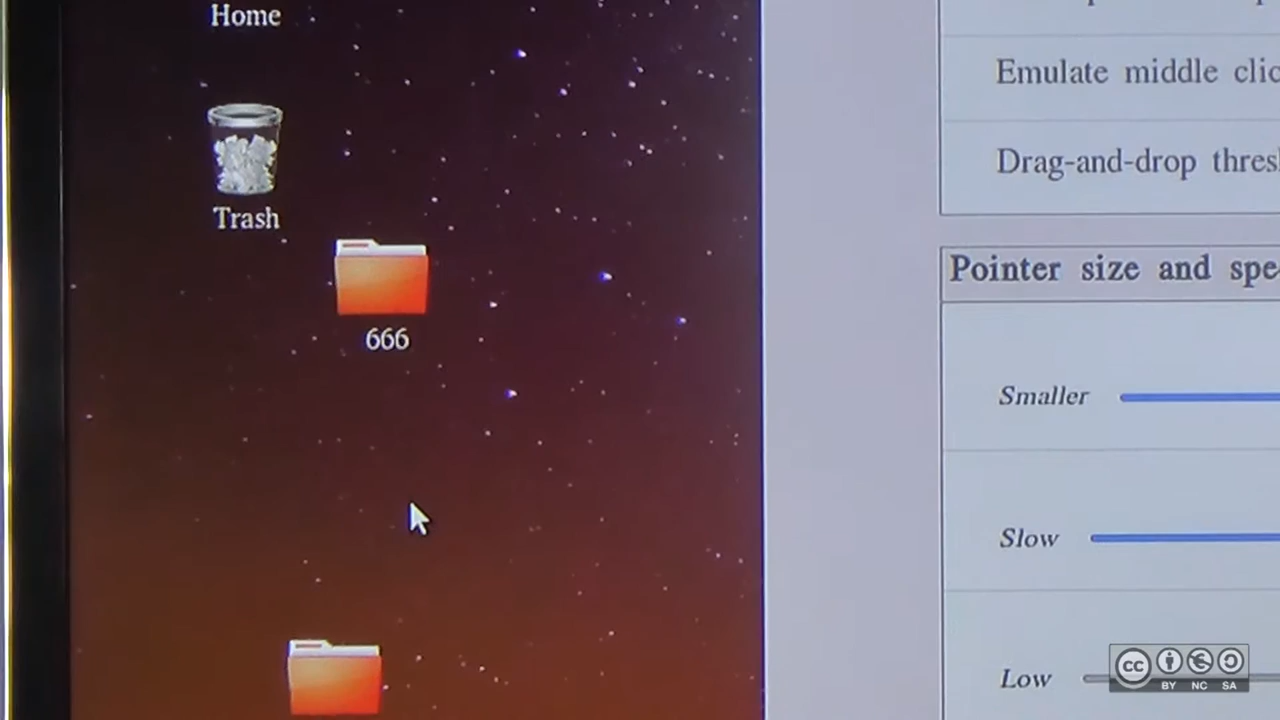 Home
Trash
666
Emulate middle clic
Drag-and-drop thres
Pointer size and spe
Smaller
Slow
Low
cc
BY NC SA